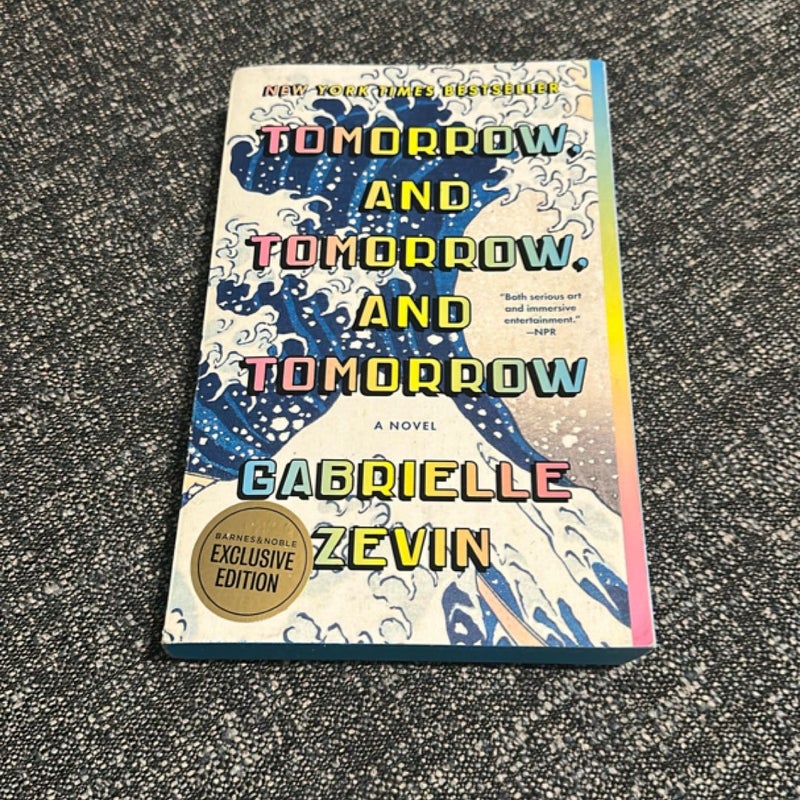 NEW YORK TIMES BESTSELLER
TOMORROW,
AND
TOMORROW,
AND
TOMORROW
"Both serious art
and immersive
entertainment."
—NPR
A NOVEL
GABRIELLE
ZEVIN
BARNES&NOBLE
EXCLUSIVE
EDITION